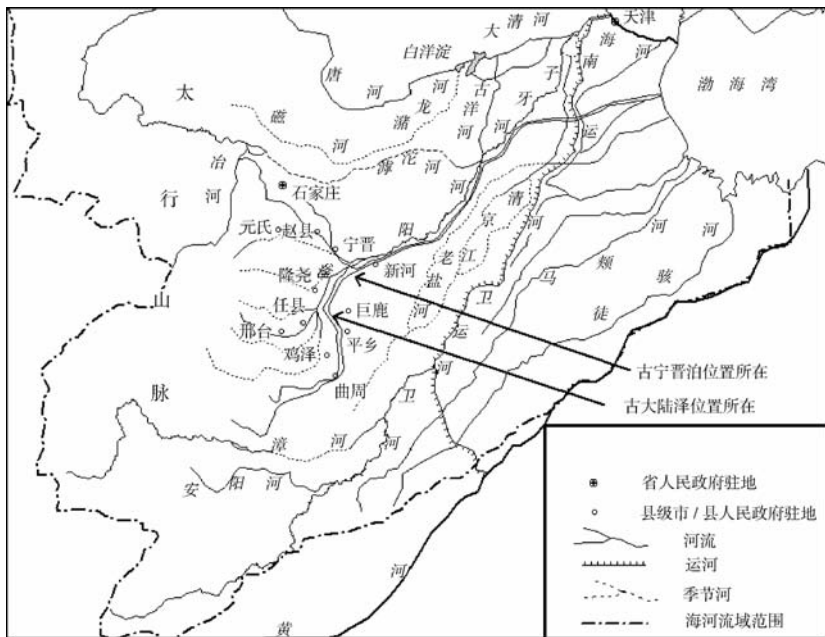 天津
大清河
海河
渤海湾
白洋淀
唐河
太行山脉
磁河
潴龙河
古洋河
子牙河
南运河
滹沱河
冶河
石家庄
元氏
赵县
宁晋
滏阳河
新河
隆尧
任县
巨鹿
邢台
平乡
鸡泽
曲周
老盐河
清江
京
卫运河
马颊河
徒骇河
漳河
卫河
安阳河
黄河
古宁晋泊位置所在
古大陆泽位置所在
省人民政府驻地
县级市/县人民政府驻地
河流
运河
季节河
海河流域范围